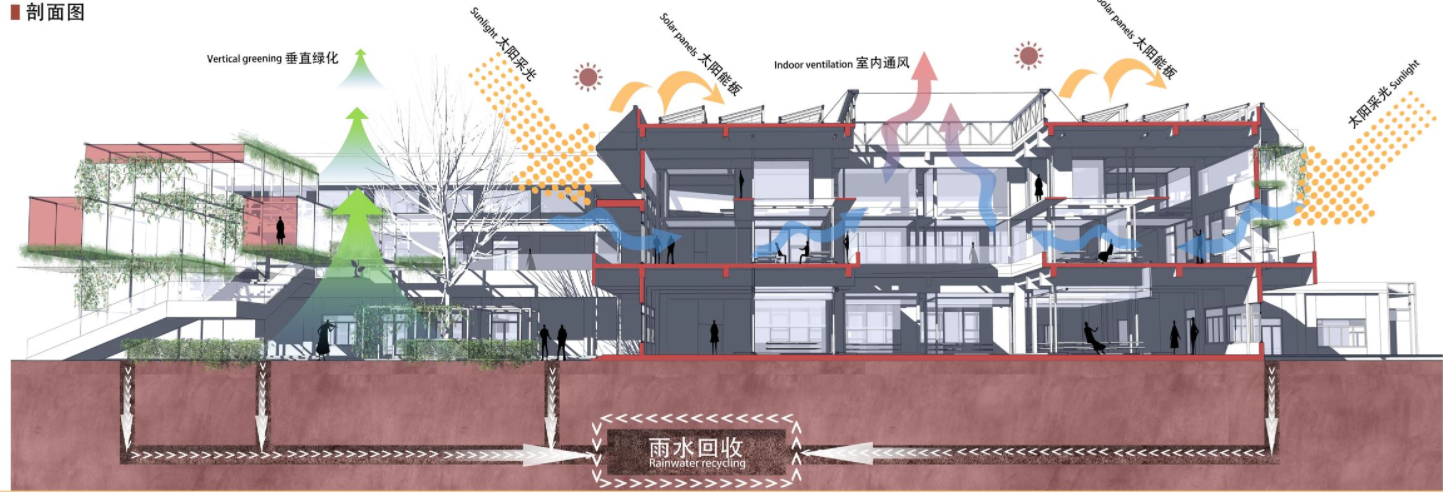 剖面图
Vertical greening 垂直绿化
Sunlight 太阳采光
Solar panels 太阳能板
Indoor ventilation 室内通风
Solar panels 太阳能板
太阳采光 Sunlight
雨水回收
Rainwater recycling